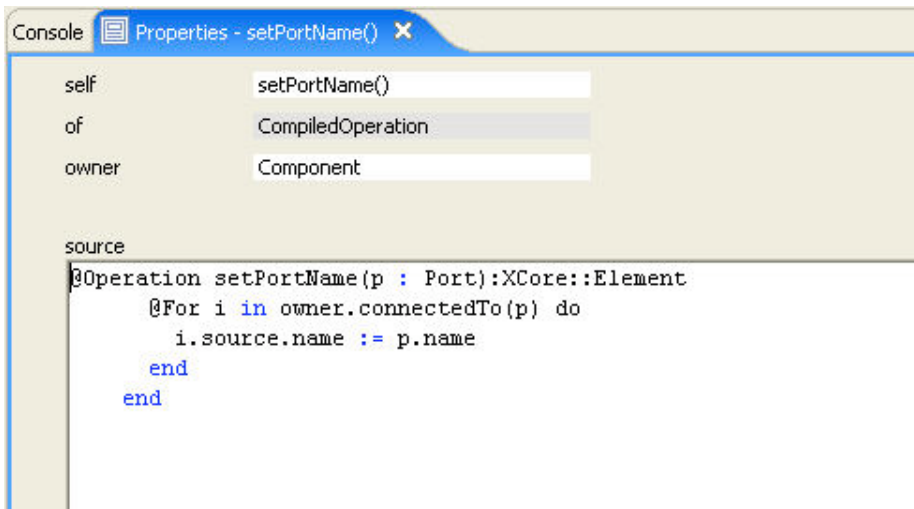 Console Properties - setPortName()
self setPortName()
of CompiledOperation
owner Component
source
@Operation setPortName(p : Port):XCore::Element
@For i in owner.connectedTo(p) do
i.source.name := p.name
end
end